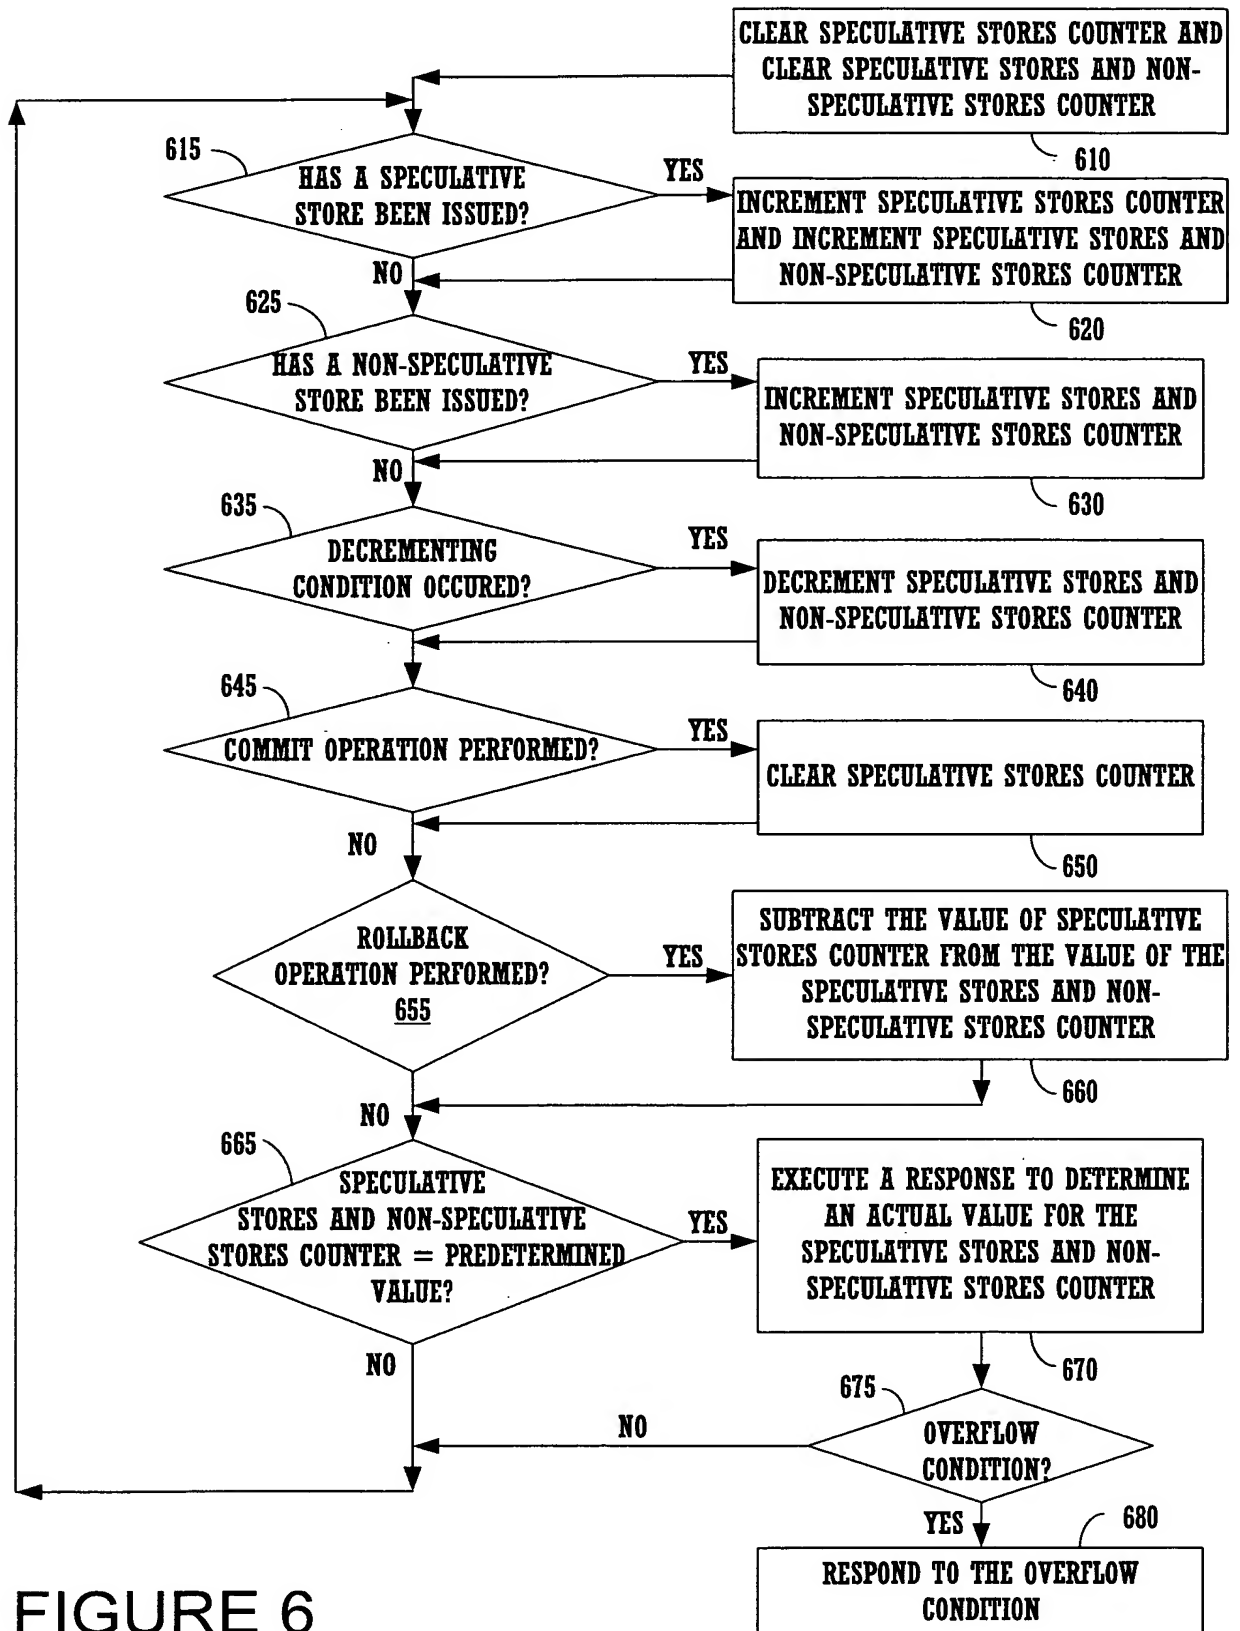 CLEAR SPECULATIVE STORES COUNTER AND
CLEAR SPECULATIVE STORES AND NON-
SPECULATIVE STORES COUNTER
610
615
HAS A SPECULATIVE
STORE BEEN ISSUED?
YES
NO
INCREMENT SPECULATIVE STORES COUNTER
AND INCREMENT SPECULATIVE STORES AND
NON-SPECULATIVE STORES COUNTER
620
625
HAS A NON-SPECULATIVE
STORE BEEN ISSUED?
YES
NO
INCREMENT SPECULATIVE STORES AND
NON-SPECULATIVE STORES COUNTER
630
635
DECREMENTING
CONDITION OCCURED?
YES
DECREMENT SPECULATIVE STORES AND
NON-SPECULATIVE STORES COUNTER
640
645
COMMIT OPERATION PERFORMED?
YES
NO
CLEAR SPECULATIVE STORES COUNTER
650
ROLLBACK
OPERATION PERFORMED?
655
YES
NO
SUBTRACT THE VALUE OF SPECULATIVE
STORES COUNTER FROM THE VALUE OF THE
SPECULATIVE STORES AND NON-
SPECULATIVE STORES COUNTER
660
665
SPECULATIVE
STORES AND NON-SPECULATIVE
STORES COUNTER = PREDETERMINED
VALUE?
YES
NO
EXECUTE A RESPONSE TO DETERMINE
AN ACTUAL VALUE FOR THE
SPECULATIVE STORES AND NON-
SPECULATIVE STORES COUNTER
670
675
OVERFLOW
CONDITION?
NO
YES
680
RESPOND TO THE OVERFLOW
CONDITION
FIGURE 6